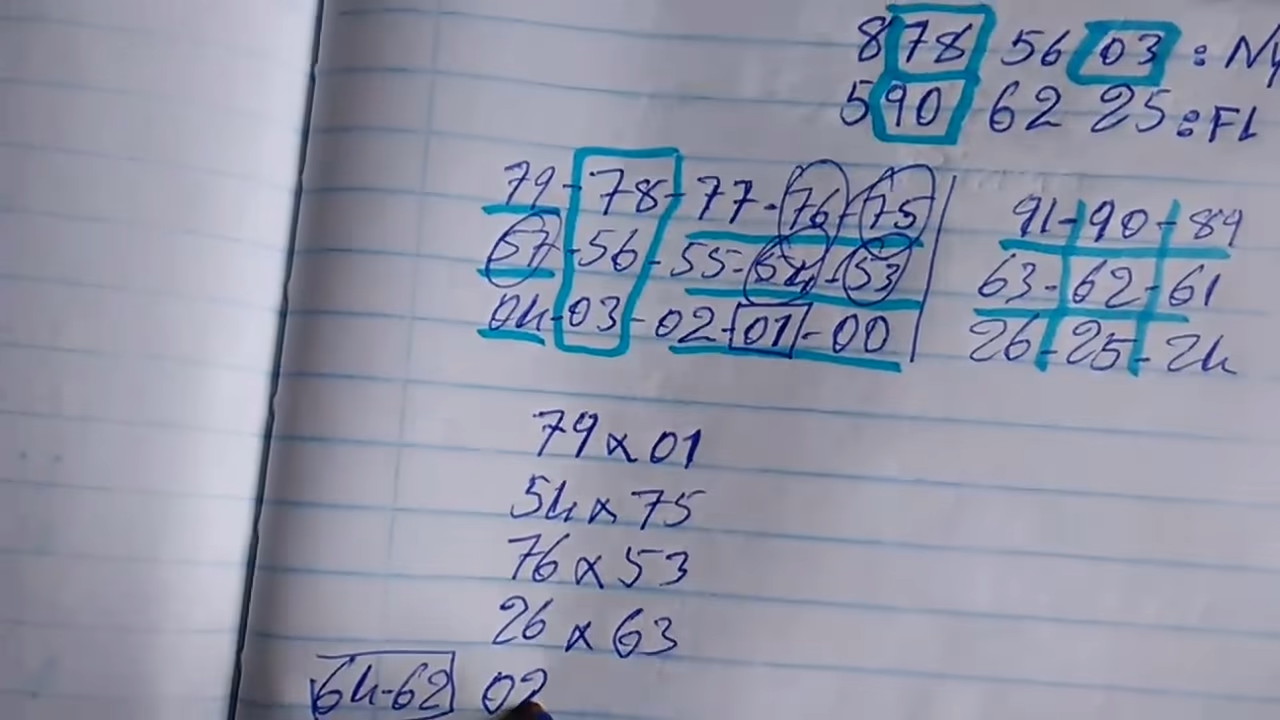 878 56 03 : Ny
590 62 25 : FL
79-78-77-76-75
57-56-55-54-53
04-03-02-01-00
91-90-89
63-62-61
26-25-24
79x01
54x75
76x53
26x63
64-62 02